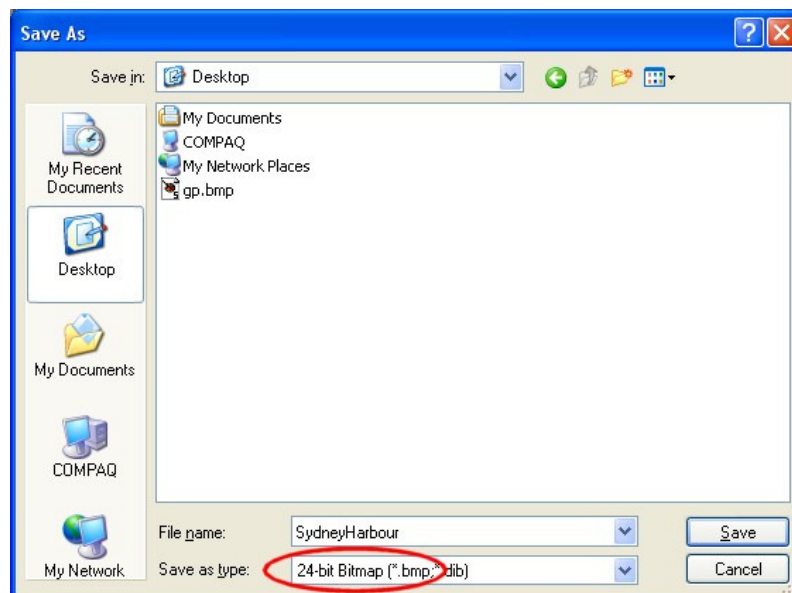 Save As
Save in:
Desktop
My Recent
Documents
Desktop
My Documents
COMPAQ
My Network
My Documents
COMPAQ
My Network Places
gp.bmp
File name:
SydneyHarbour
Save
Save as type:
24-bit Bitmap (*.bmp;*.dib)
Cancel